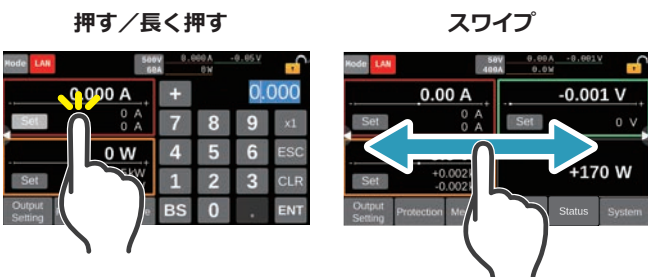 押す／長く押す
Mode LAN 500V 60A 0.000A -0.05V 0W
0.000 A
Set 0 A
0 A
0 W
Set
Output Setting
+ 0.000
7 8 9 x1
4 5 6 ESC
1 2 3 CLR
BS 0 . ENT
スワイプ
Mode LAN 50V 400A 0.00A -0.001V 0.0W
0.00 A
Set 0 A
0 A
-0.001 V
Set 0 V
Set +0.002
-0.002
+170 W
Output Setting Protection Status System